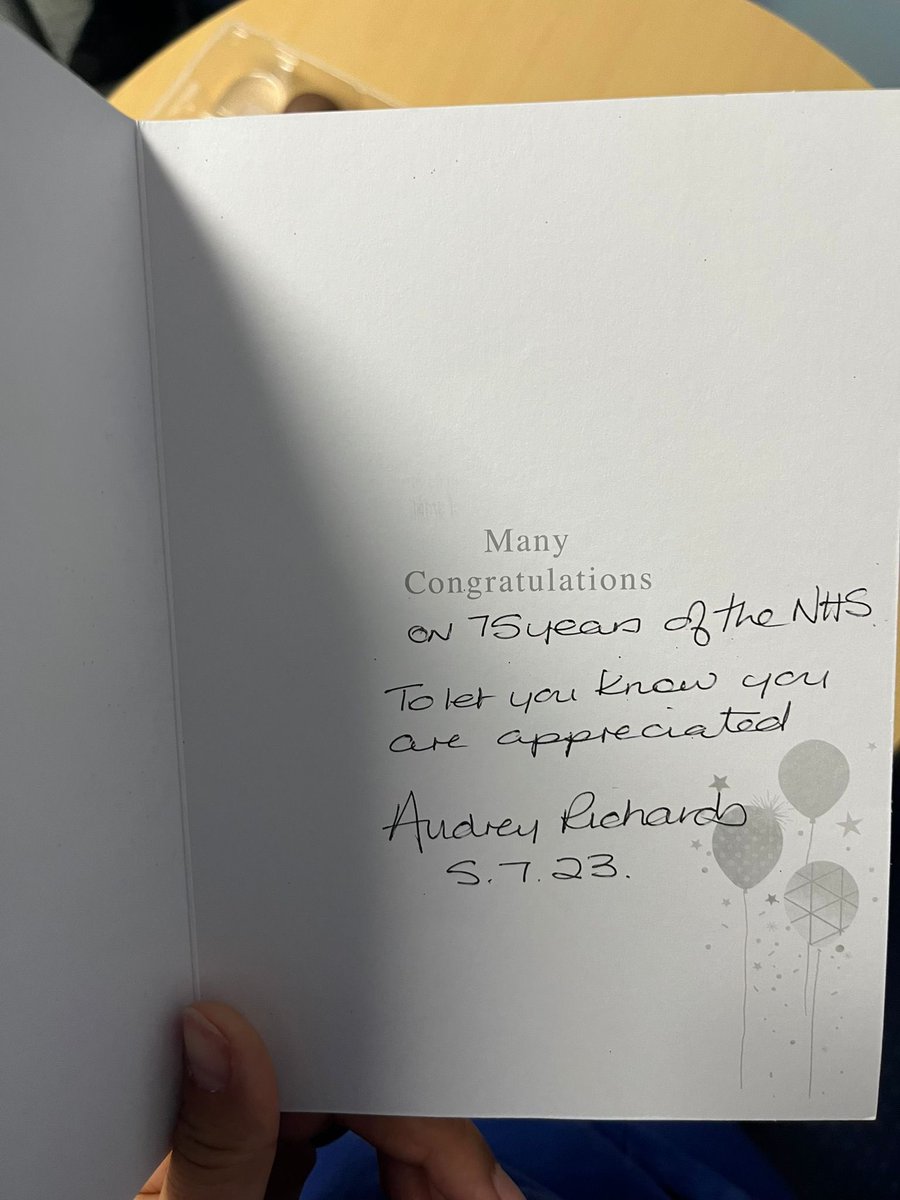 Many
Congratulations
on 75 years of the NHS
To let you know you
are appreciated
Audrey Richards
5.7.23.